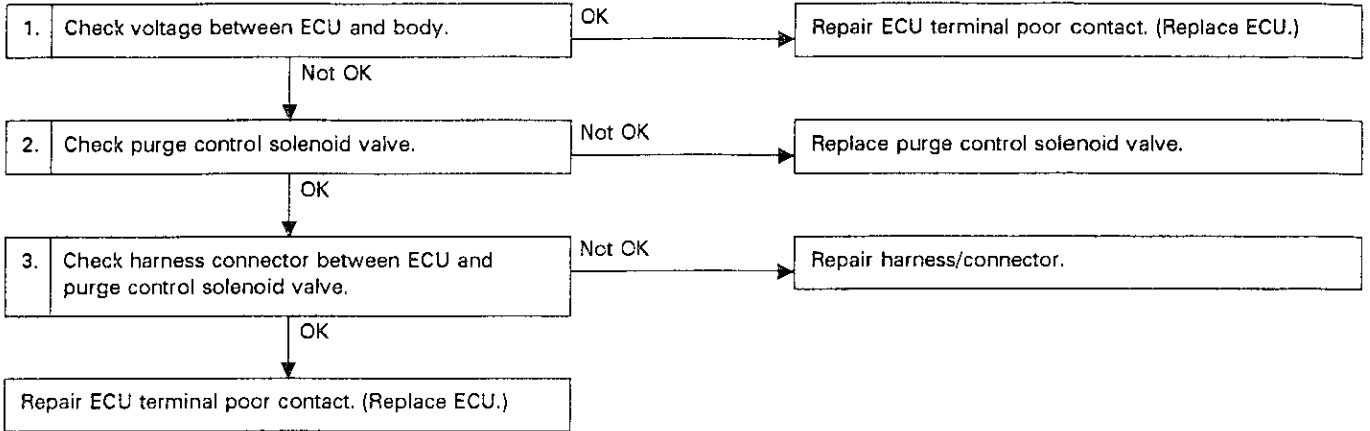 1. Check voltage between ECU and body.
OK
Repair ECU terminal poor contact. (Replace ECU.)
Not OK
2. Check purge control solenoid valve.
Not OK
Replace purge control solenoid valve.
OK
3. Check harness connector between ECU and
purge control solenoid valve.
Not OK
Repair harness/connector.
OK
Repair ECU terminal poor contact. (Replace ECU.)